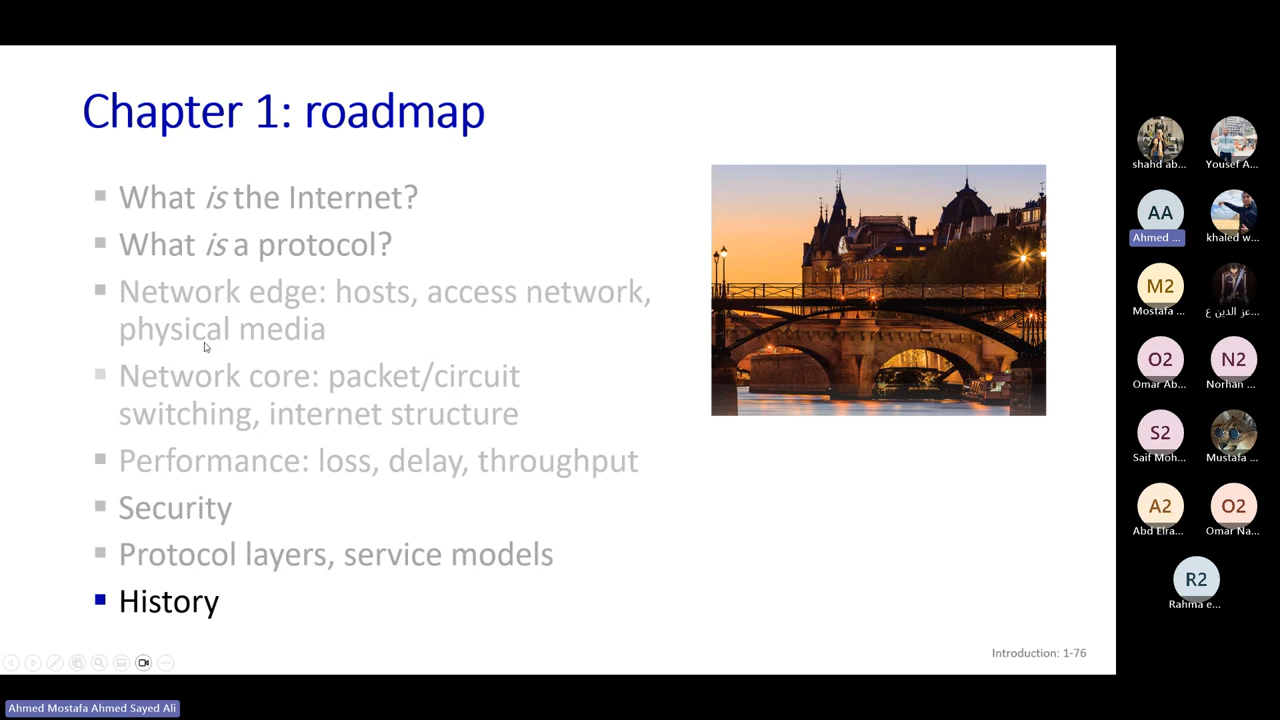 Chapter 1: roadmap
▪ What is the Internet?
▪ What is a protocol?
▪ Network edge: hosts, access network,
physical media
▪ Network core: packet/circuit
switching, internet structure
▪ Performance: loss, delay, throughput
▪ Security
▪ Protocol layers, service models
▪ History
Introduction: 1-76
shahd ab...
Yousef A...
AA
Ahmed ...
khaled w...
M2
Mostafa ...
عز الدين ع...
O2
Omar Ab...
N2
Norhan ...
S2
Saif Moh...
Mustafa ...
A2
Abd Elra...
O2
Omar Na...
R2
Rahma e...
Ahmed Mostafa Ahmed Sayed Ali